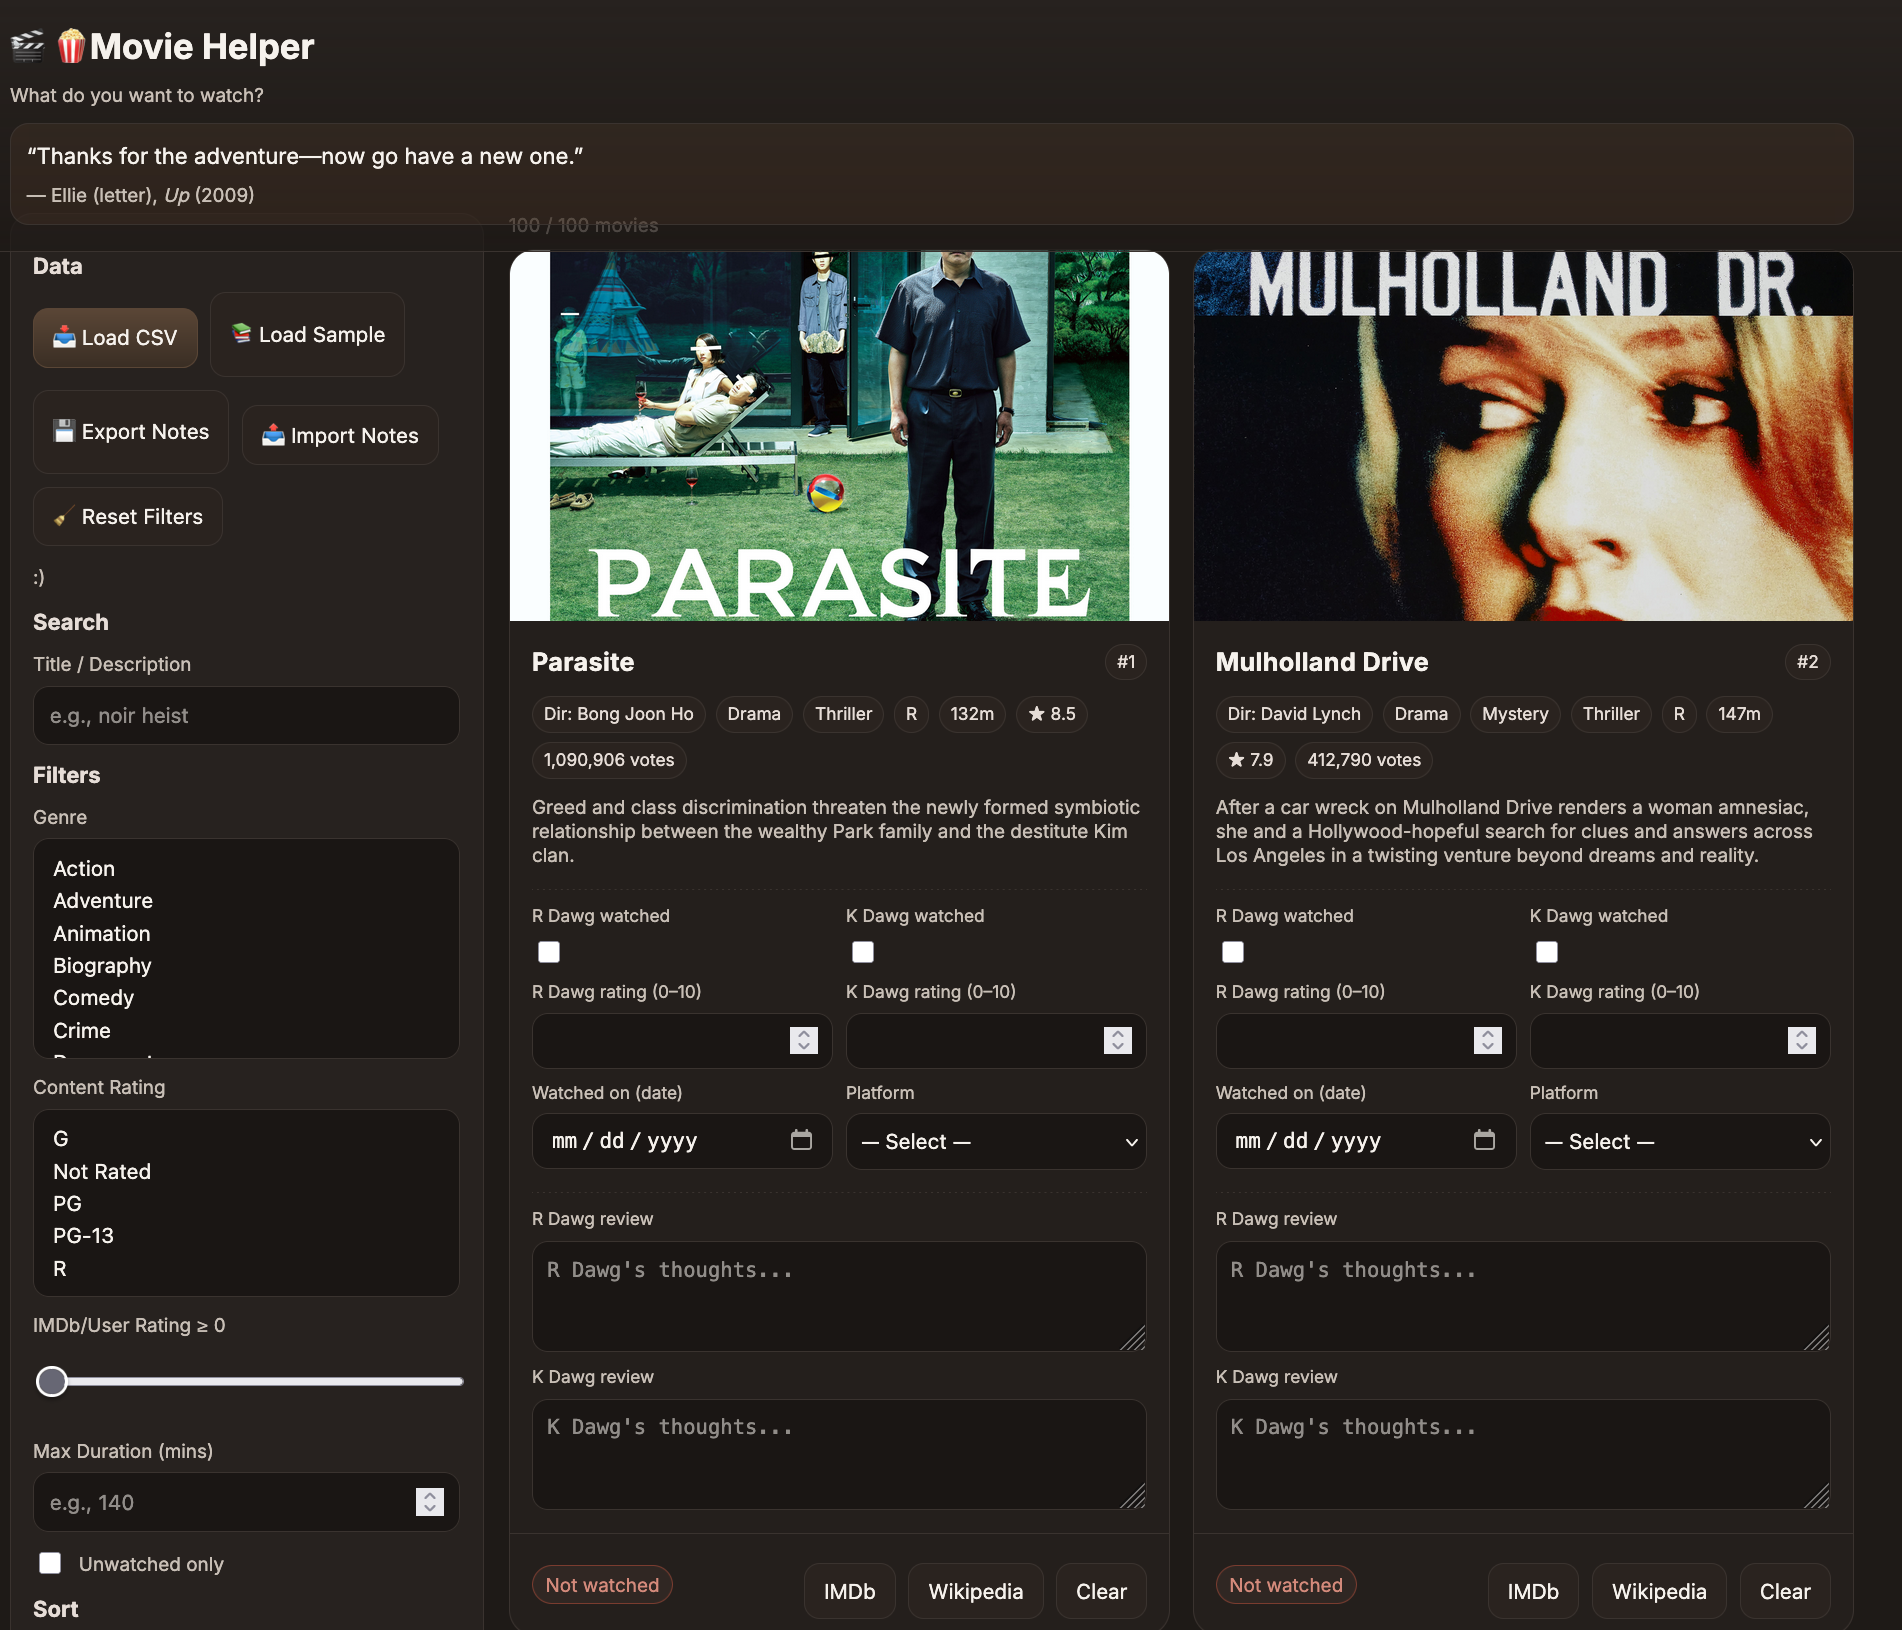 Movie Helper
What do you want to watch?
“Thanks for the adventure—now go have a new one.”
— Ellie (letter), Up (2009)
Data
Load CSV
Load Sample
Export Notes
Import Notes
Reset Filters
:)
Search
Title / Description
e.g., noir heist
Filters
Genre
Action
Adventure
Animation
Biography
Comedy
Crime
Content Rating
G
Not Rated
PG
PG-13
R
IMDb/User Rating ≥ 0
Max Duration (mins)
e.g., 140
Unwatched only
Sort
100 / 100 movies
PARASITE
Parasite
#1
Dir: Bong Joon Ho
Drama
Thriller
R
132m
★ 8.5
1,090,906 votes
Greed and class discrimination threaten the newly formed symbiotic
relationship between the wealthy Park family and the destitute Kim
clan.
R Dawg watched
K Dawg watched
R Dawg rating (0–10)
K Dawg rating (0–10)
Watched on (date)
Platform
mm / dd / yyyy
— Select —
R Dawg review
R Dawg's thoughts...
K Dawg review
K Dawg's thoughts...
Not watched
IMDb
Wikipedia
Clear
MULHOLLAND DR.
Mulholland Drive
#2
Dir: David Lynch
Drama
Mystery
Thriller
R
147m
★ 7.9
412,790 votes
After a car wreck on Mulholland Drive renders a woman amnesiac,
she and a Hollywood-hopeful search for clues and answers across
Los Angeles in a twisting venture beyond dreams and reality.
R Dawg watched
K Dawg watched
R Dawg rating (0–10)
K Dawg rating (0–10)
Watched on (date)
Platform
mm / dd / yyyy
— Select —
R Dawg review
R Dawg's thoughts...
K Dawg review
K Dawg's thoughts...
Not watched
IMDb
Wikipedia
Clear